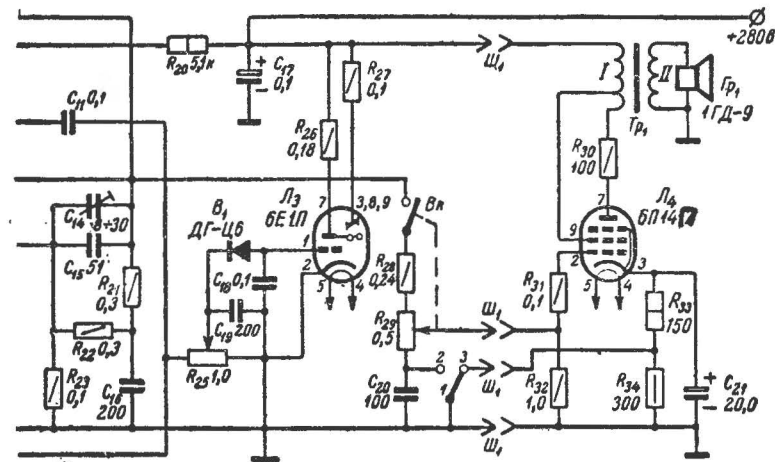 +280В
R20 5,1к
C17
0,1
R27
0,1
Ш1
I
II
Гр1
1ГД-9
Тр1
C11 0,1
R26
0,18
R30
100
7
3,8,9
Л3
6Е1П
Вк
7
Л4
6П14П
C14 8÷30
В1
ДГ-Ц6
1
2
9
2
3
C15 51
C18 0,1
R28
0,24
R31
0,1
5
4
5
4
R21
0,3
C19 200
R29
0,5
Ш1
R33
150
R22 0,3
R25 1,0
R23
0,1
C16
200
C20
100
2
3
1
Ш1
R32
1,0
R34
300
C21
20,0
Ш1